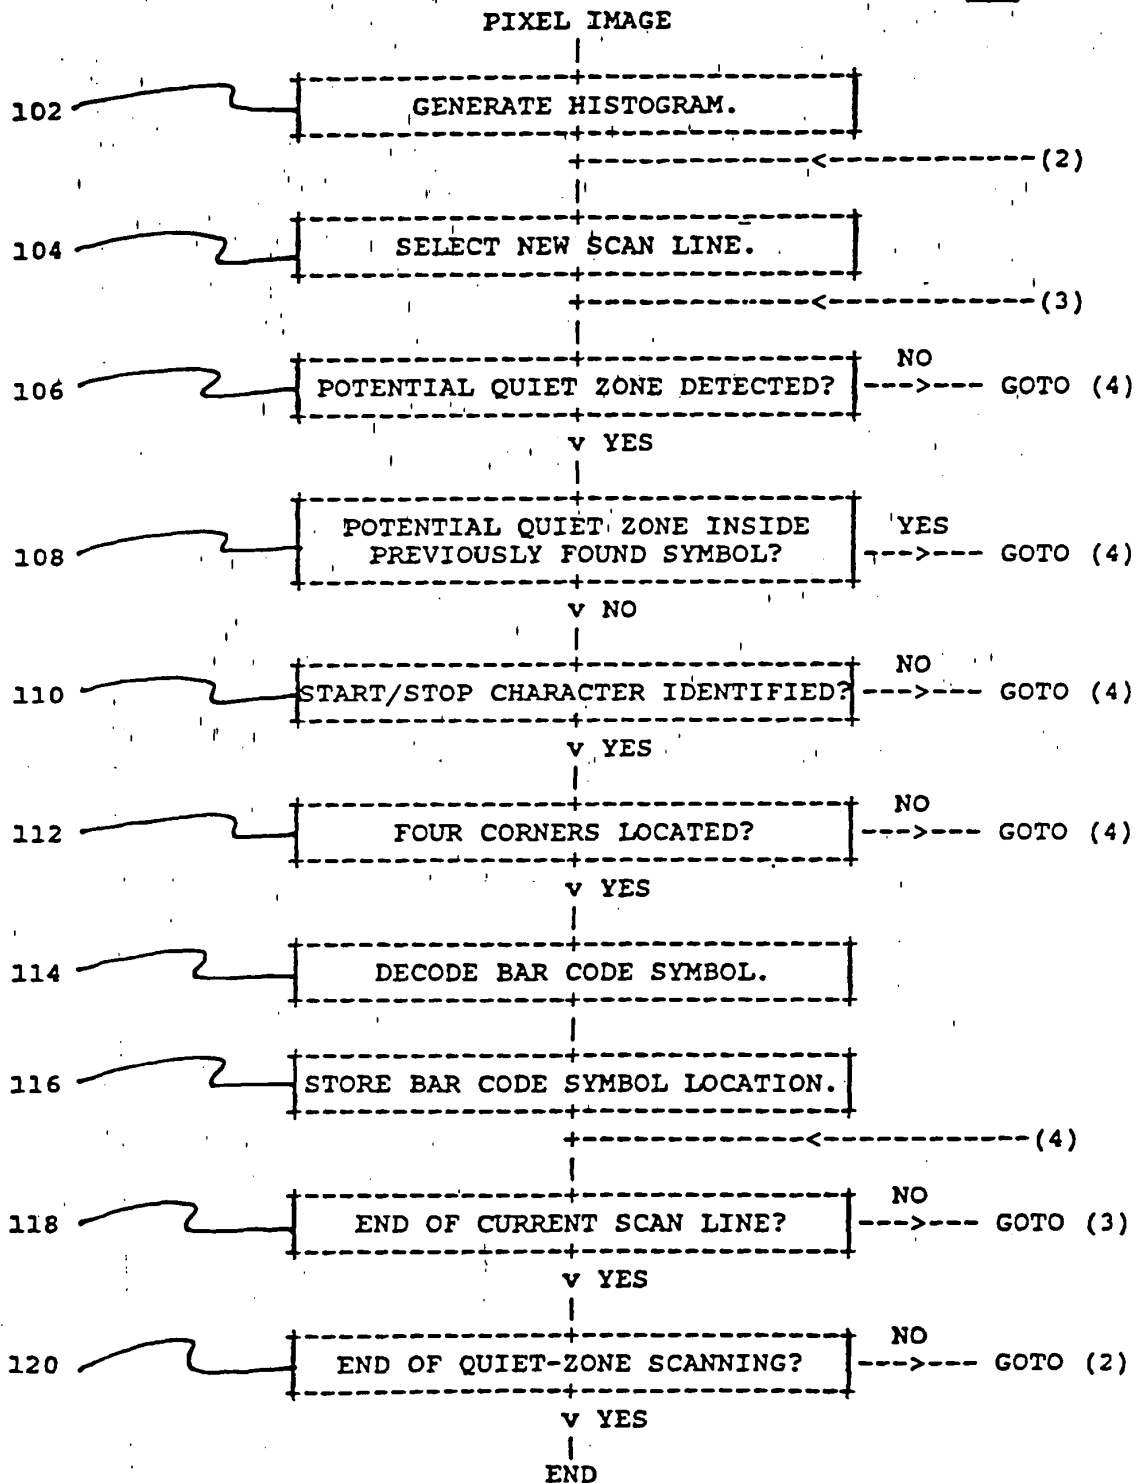 PIXEL IMAGE
102 GENERATE HISTOGRAM.
(2)
104 SELECT NEW SCAN LINE.
(3)
NO
106 POTENTIAL QUIET ZONE DETECTED? GOTO (4)
v YES
POTENTIAL QUIET ZONE INSIDE YES
108 PREVIOUSLY FOUND SYMBOL? GOTO (4)
v NO
NO
110 START/STOP CHARACTER IDENTIFIED? GOTO (4)
v YES
NO
112 FOUR CORNERS LOCATED? GOTO (4)
v YES
114 DECODE BAR CODE SYMBOL.
116 STORE BAR CODE SYMBOL LOCATION.
(4)
NO
118 END OF CURRENT SCAN LINE? GOTO (3)
v YES
NO
120 END OF QUIET-ZONE SCANNING? GOTO (2)
v YES
END